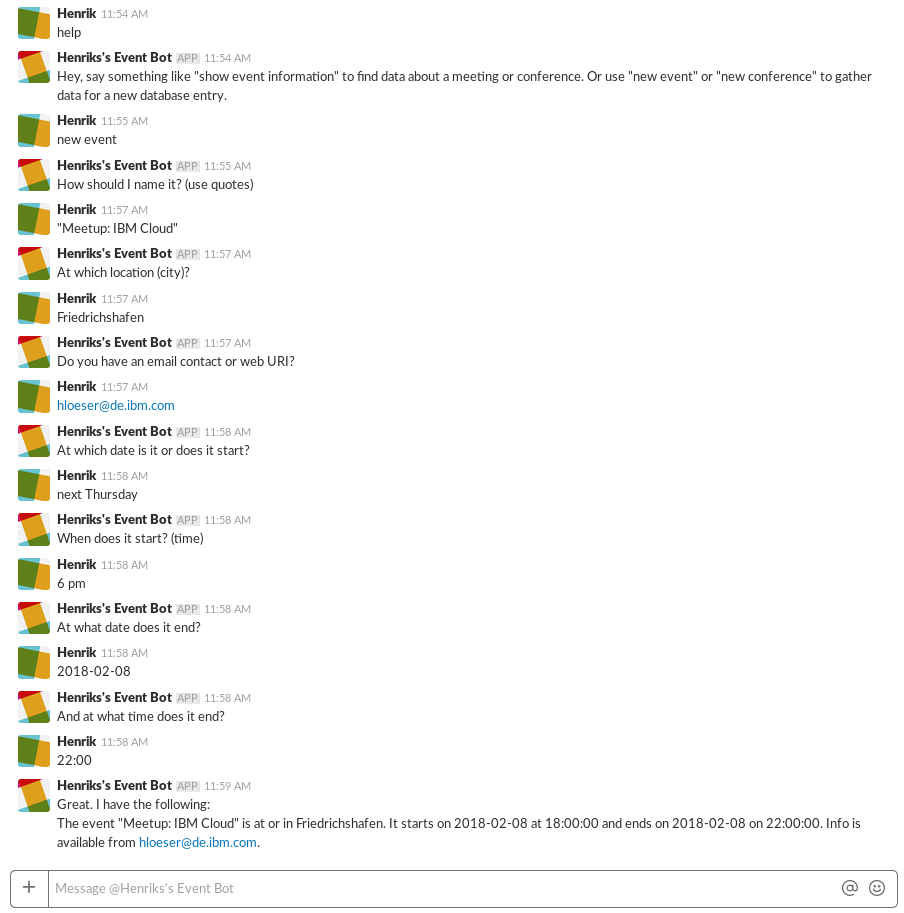 Henrik 11:54 AM
help
Henriks's Event Bot APP 11:54 AM
Hey, say something like "show event information" to find data about a meeting or conference. Or use "new event" or "new conference" to gather
data for a new database entry.
Henrik 11:55 AM
new event
Henriks's Event Bot APP 11:55 AM
How should I name it? (use quotes)
Henrik 11:57 AM
"Meetup: IBM Cloud"
Henriks's Event Bot APP 11:57 AM
At which location (city)?
Henrik 11:57 AM
Friedrichshafen
Henriks's Event Bot APP 11:57 AM
Do you have an email contact or web URI?
Henrik 11:57 AM
hloeser@de.ibm.com
Henriks's Event Bot APP 11:58 AM
At which date is it or does it start?
Henrik 11:58 AM
next Thursday
Henriks's Event Bot APP 11:58 AM
When does it start? (time)
Henrik 11:58 AM
6 pm
Henriks's Event Bot APP 11:58 AM
At what date does it end?
Henrik 11:58 AM
2018-02-08
Henriks's Event Bot APP 11:58 AM
And at what time does it end?
Henrik 11:58 AM
22:00
Henriks's Event Bot APP 11:59 AM
Great. I have the following:
The event "Meetup: IBM Cloud" is at or in Friedrichshafen. It starts on 2018-02-08 at 18:00:00 and ends on 2018-02-08 on 22:00:00. Info is
available from hloeser@de.ibm.com.
Message @Henriks's Event Bot